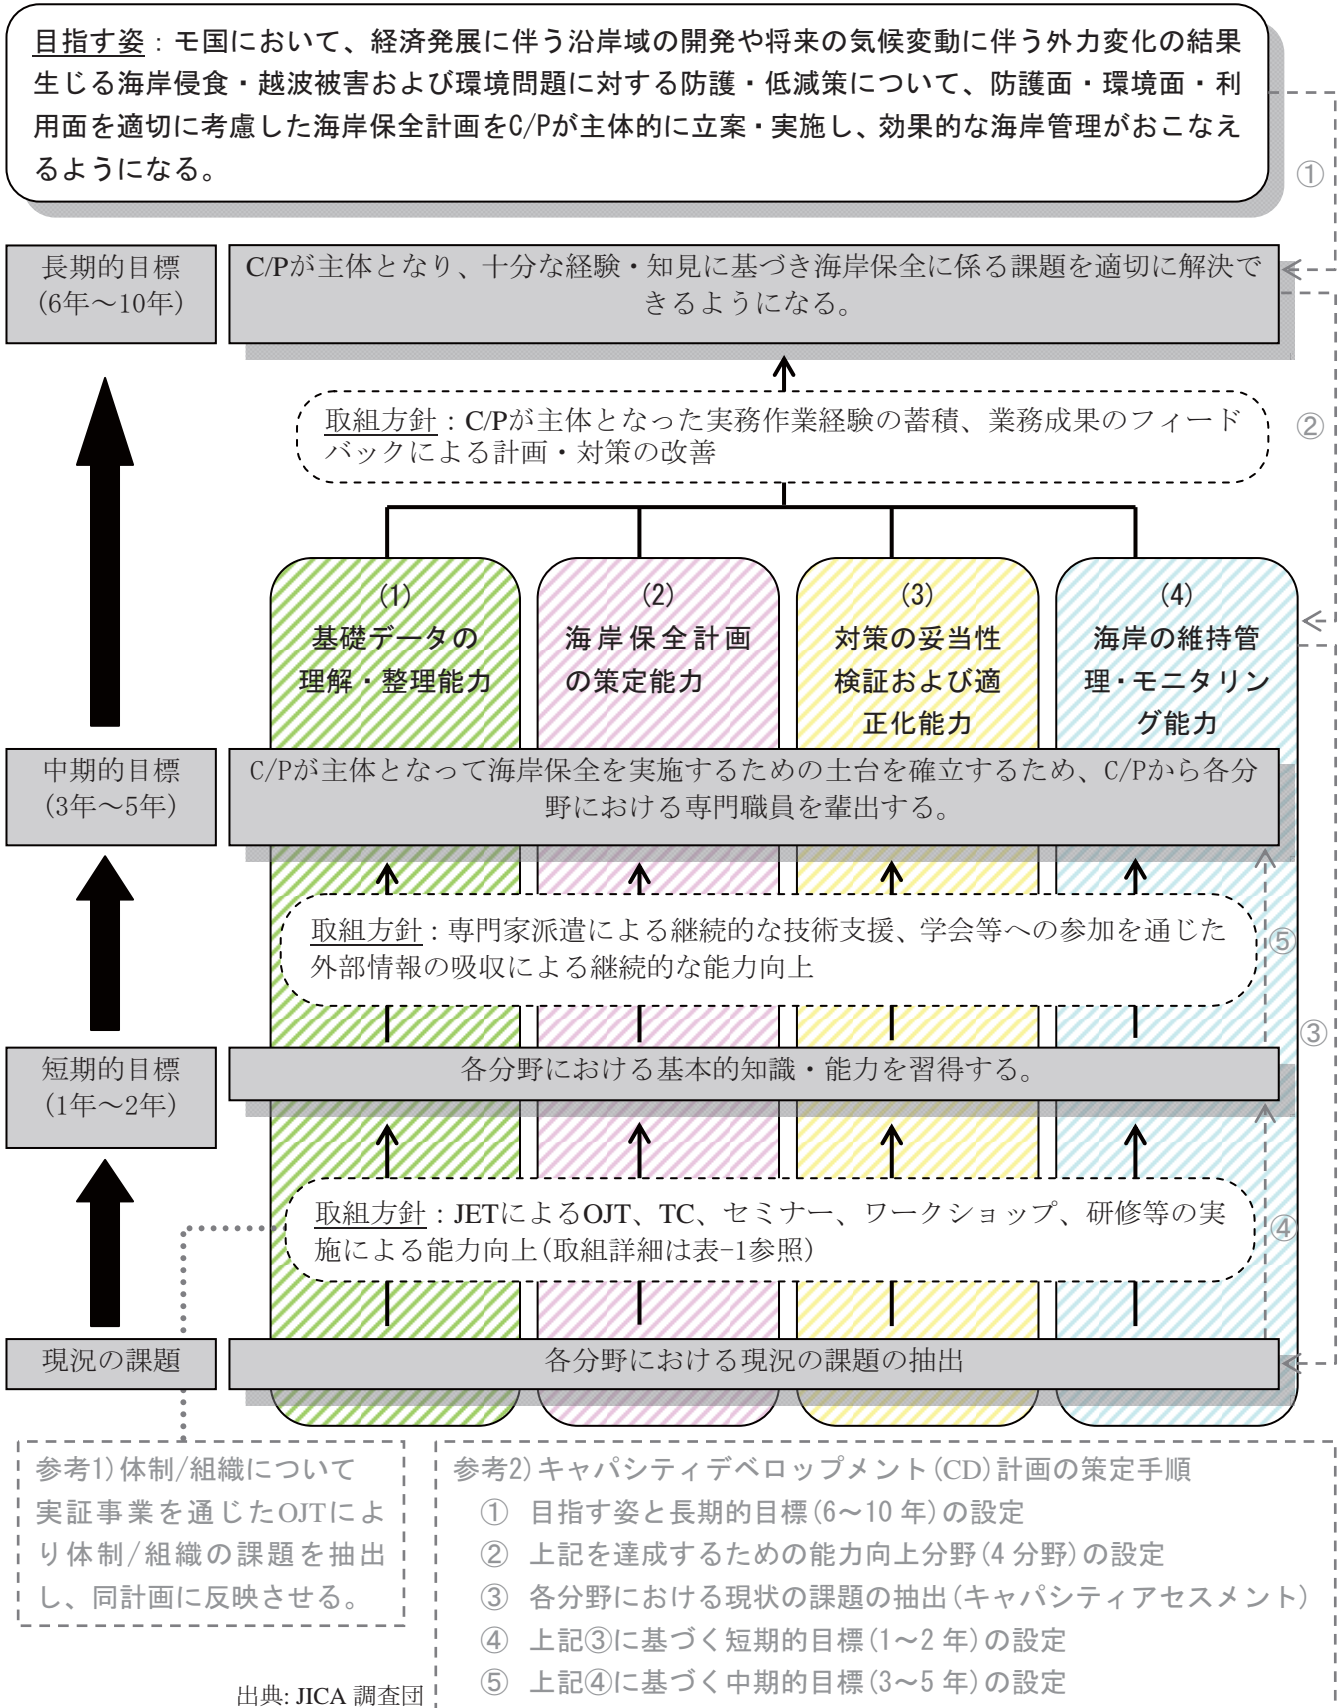 目指す姿：モ国において、経済発展に伴う沿岸域の開発や将来の気候変動に伴う外力変化の結果
生じる海岸侵食・越波被害および環境問題に対する防護・低減策について、防護面・環境面・利
用面を適切に考慮した海岸保全計画をC/Pが主体的に立案・実施し、効果的な海岸管理がおこなえ
るようになる。
①
長期的目標
(6年～10年)
C/Pが主体となり、十分な経験・知見に基づき海岸保全に係る課題を適切に解決で
きるようになる。
取組方針：C/Pが主体となった実務作業経験の蓄積、業務成果のフィード
バックによる計画・対策の改善
②
(1)
基礎データの
理解・整理能力
(2)
海岸保全計画
の策定能力
(3)
対策の妥当性
検証および適
正化能力
(4)
海岸の維持管
理・モニタリン
グ能力
中期的目標
(3年～5年)
C/Pが主体となって海岸保全を実施するための土台を確立するため、C/Pから各分
野における専門職員を輩出する。
取組方針：専門家派遣による継続的な技術支援、学会等への参加を通じた
外部情報の吸収による継続的な能力向上
⑤
③
短期的目標
(1年～2年)
各分野における基本的知識・能力を習得する。
取組方針：JETによるOJT、TC、セミナー、ワークショップ、研修等の実
施による能力向上(取組詳細は表-1参照)
④
現況の課題
各分野における現況の課題の抽出
参考1)体制/組織について
実証事業を通じたOJTによ
り体制/組織の課題を抽出
し、同計画に反映させる。
参考2)キャパシティデベロップメント(CD)計画の策定手順
① 目指す姿と長期的目標(6～10 年)の設定
② 上記を達成するための能力向上分野(4 分野)の設定
③ 各分野における現状の課題の抽出(キャパシティアセスメント)
④ 上記③に基づく短期的目標(1～2 年)の設定
⑤ 上記④に基づく中期的目標(3～5 年)の設定
出典: JICA 調査団